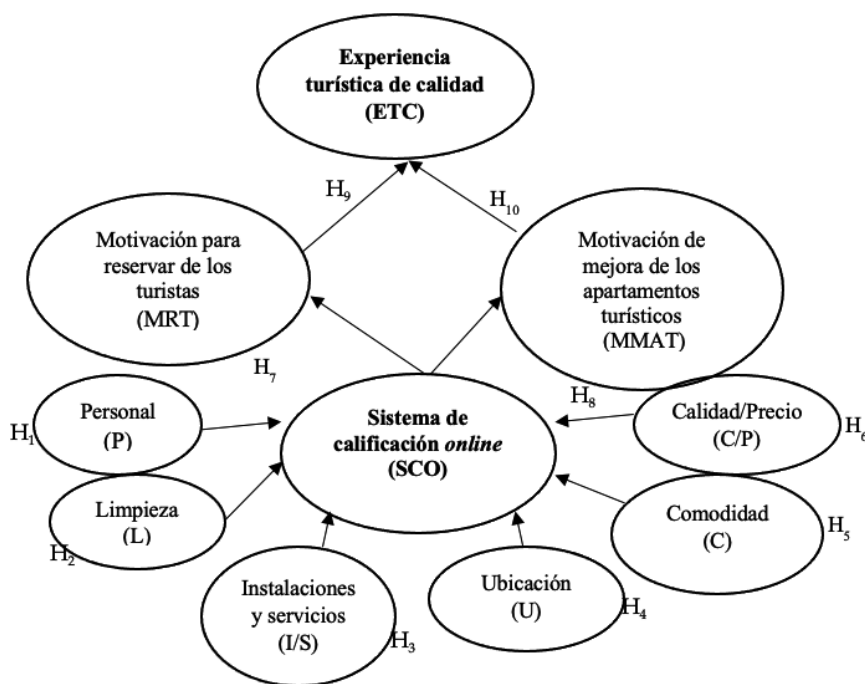 Experiencia
turística de calidad
(ETC)
H9
H10
Motivación para
reservar de los
turistas
(MRT)
Motivación de
mejora de los
apartamentos
turísticos
(MMAT)
H7
H8
Personal
(P)
H1
Sistema de
calificación online
(SCO)
Calidad/Precio
(C/P)
H6
Limpieza
(L)
H2
Comodidad
(C)
H5
Instalaciones
y servicios
(I/S)
H3
Ubicación
(U)
H4